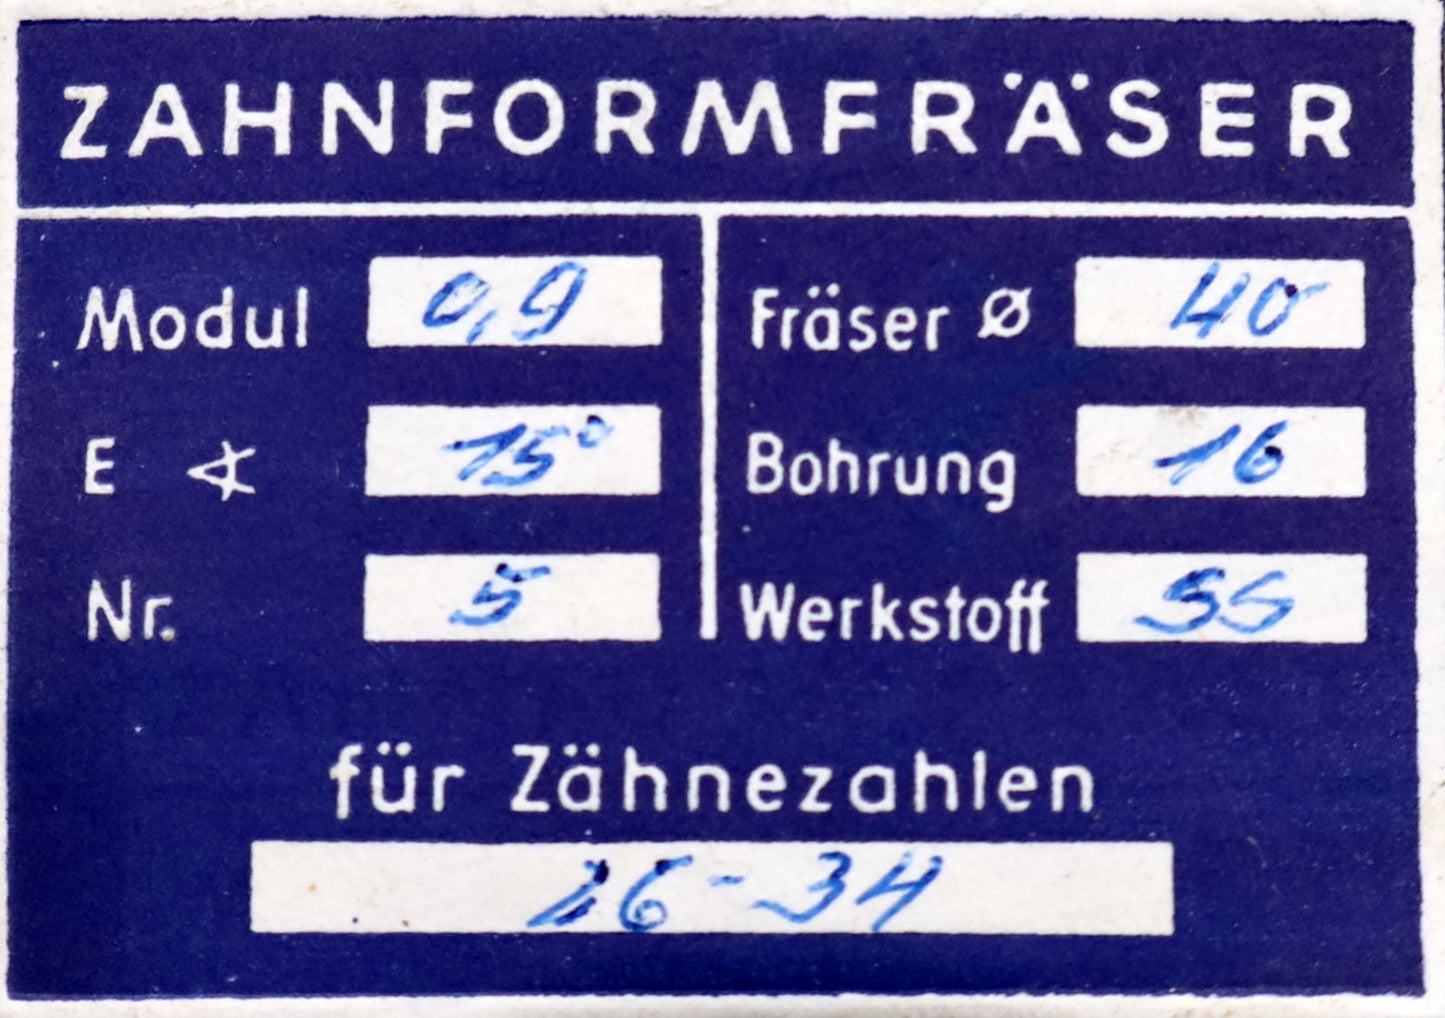 ZAHNFORMFRÄSER
Modul 0,9
E ∢ 15°
Nr. 5
Fräser Ø 40
Bohrung 16
Werkstoff SS
für Zähnezahlen
26-34